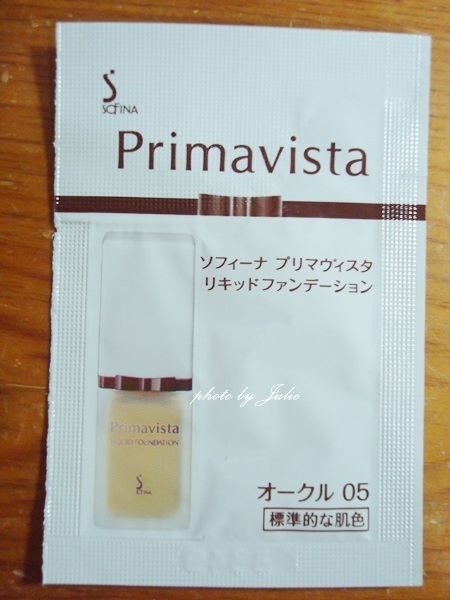 SOFINA
Primavista
ソフィーナ プリマヴィスタ
リキッドファンデーション
photo by Julie
Primavista
LIQUID FOUNDATION
SOFINA
オークル 05
標準的な肌色